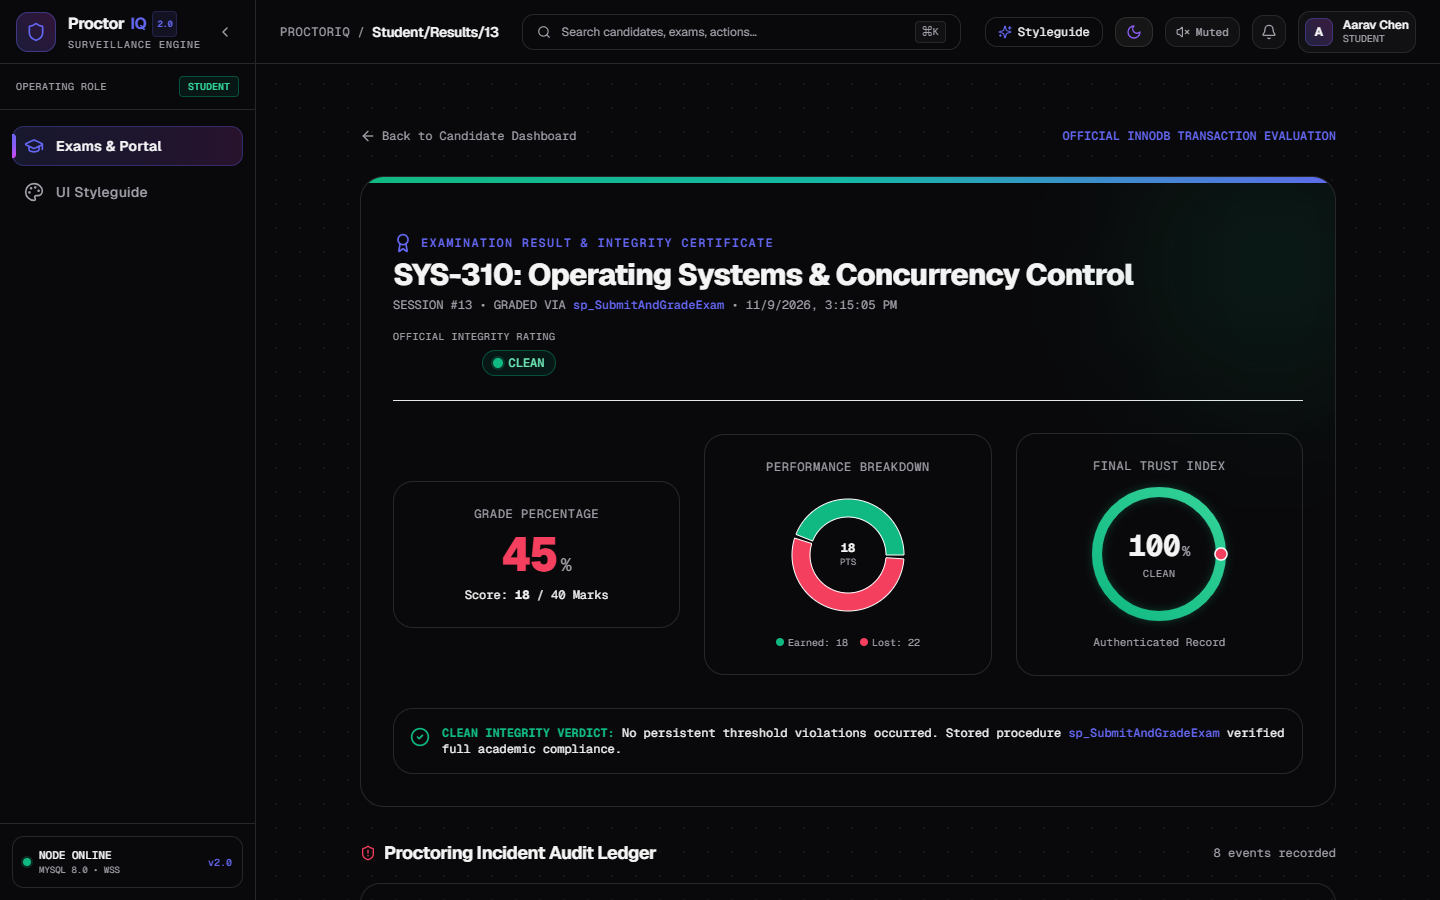 Proctor IQ 2.0
SURVEILLANCE ENGINE
PROCTORIQ / Student/Results/13
Search candidates, exams, actions…
⌘K
Styleguide
Muted
A
Aarav Chen
STUDENT
OPERATING ROLE
STUDENT
Exams & Portal
UI Styleguide
NODE ONLINE
MYSQL 8.0 • WSS
v2.0
Back to Candidate Dashboard
OFFICIAL INNODB TRANSACTION EVALUATION
EXAMINATION RESULT & INTEGRITY CERTIFICATE
SYS-310: Operating Systems & Concurrency Control
SESSION #13 • GRADED VIA sp_SubmitAndGradeExam • 11/9/2026, 3:15:05 PM
OFFICIAL INTEGRITY RATING
CLEAN
GRADE PERCENTAGE
45%
Score: 18 / 40 Marks
PERFORMANCE BREAKDOWN
18
PTS
Earned: 18 Lost: 22
FINAL TRUST INDEX
100%
CLEAN
Authenticated Record
CLEAN INTEGRITY VERDICT: No persistent threshold violations occurred. Stored procedure sp_SubmitAndGradeExam verified
full academic compliance.
Proctoring Incident Audit Ledger
8 events recorded